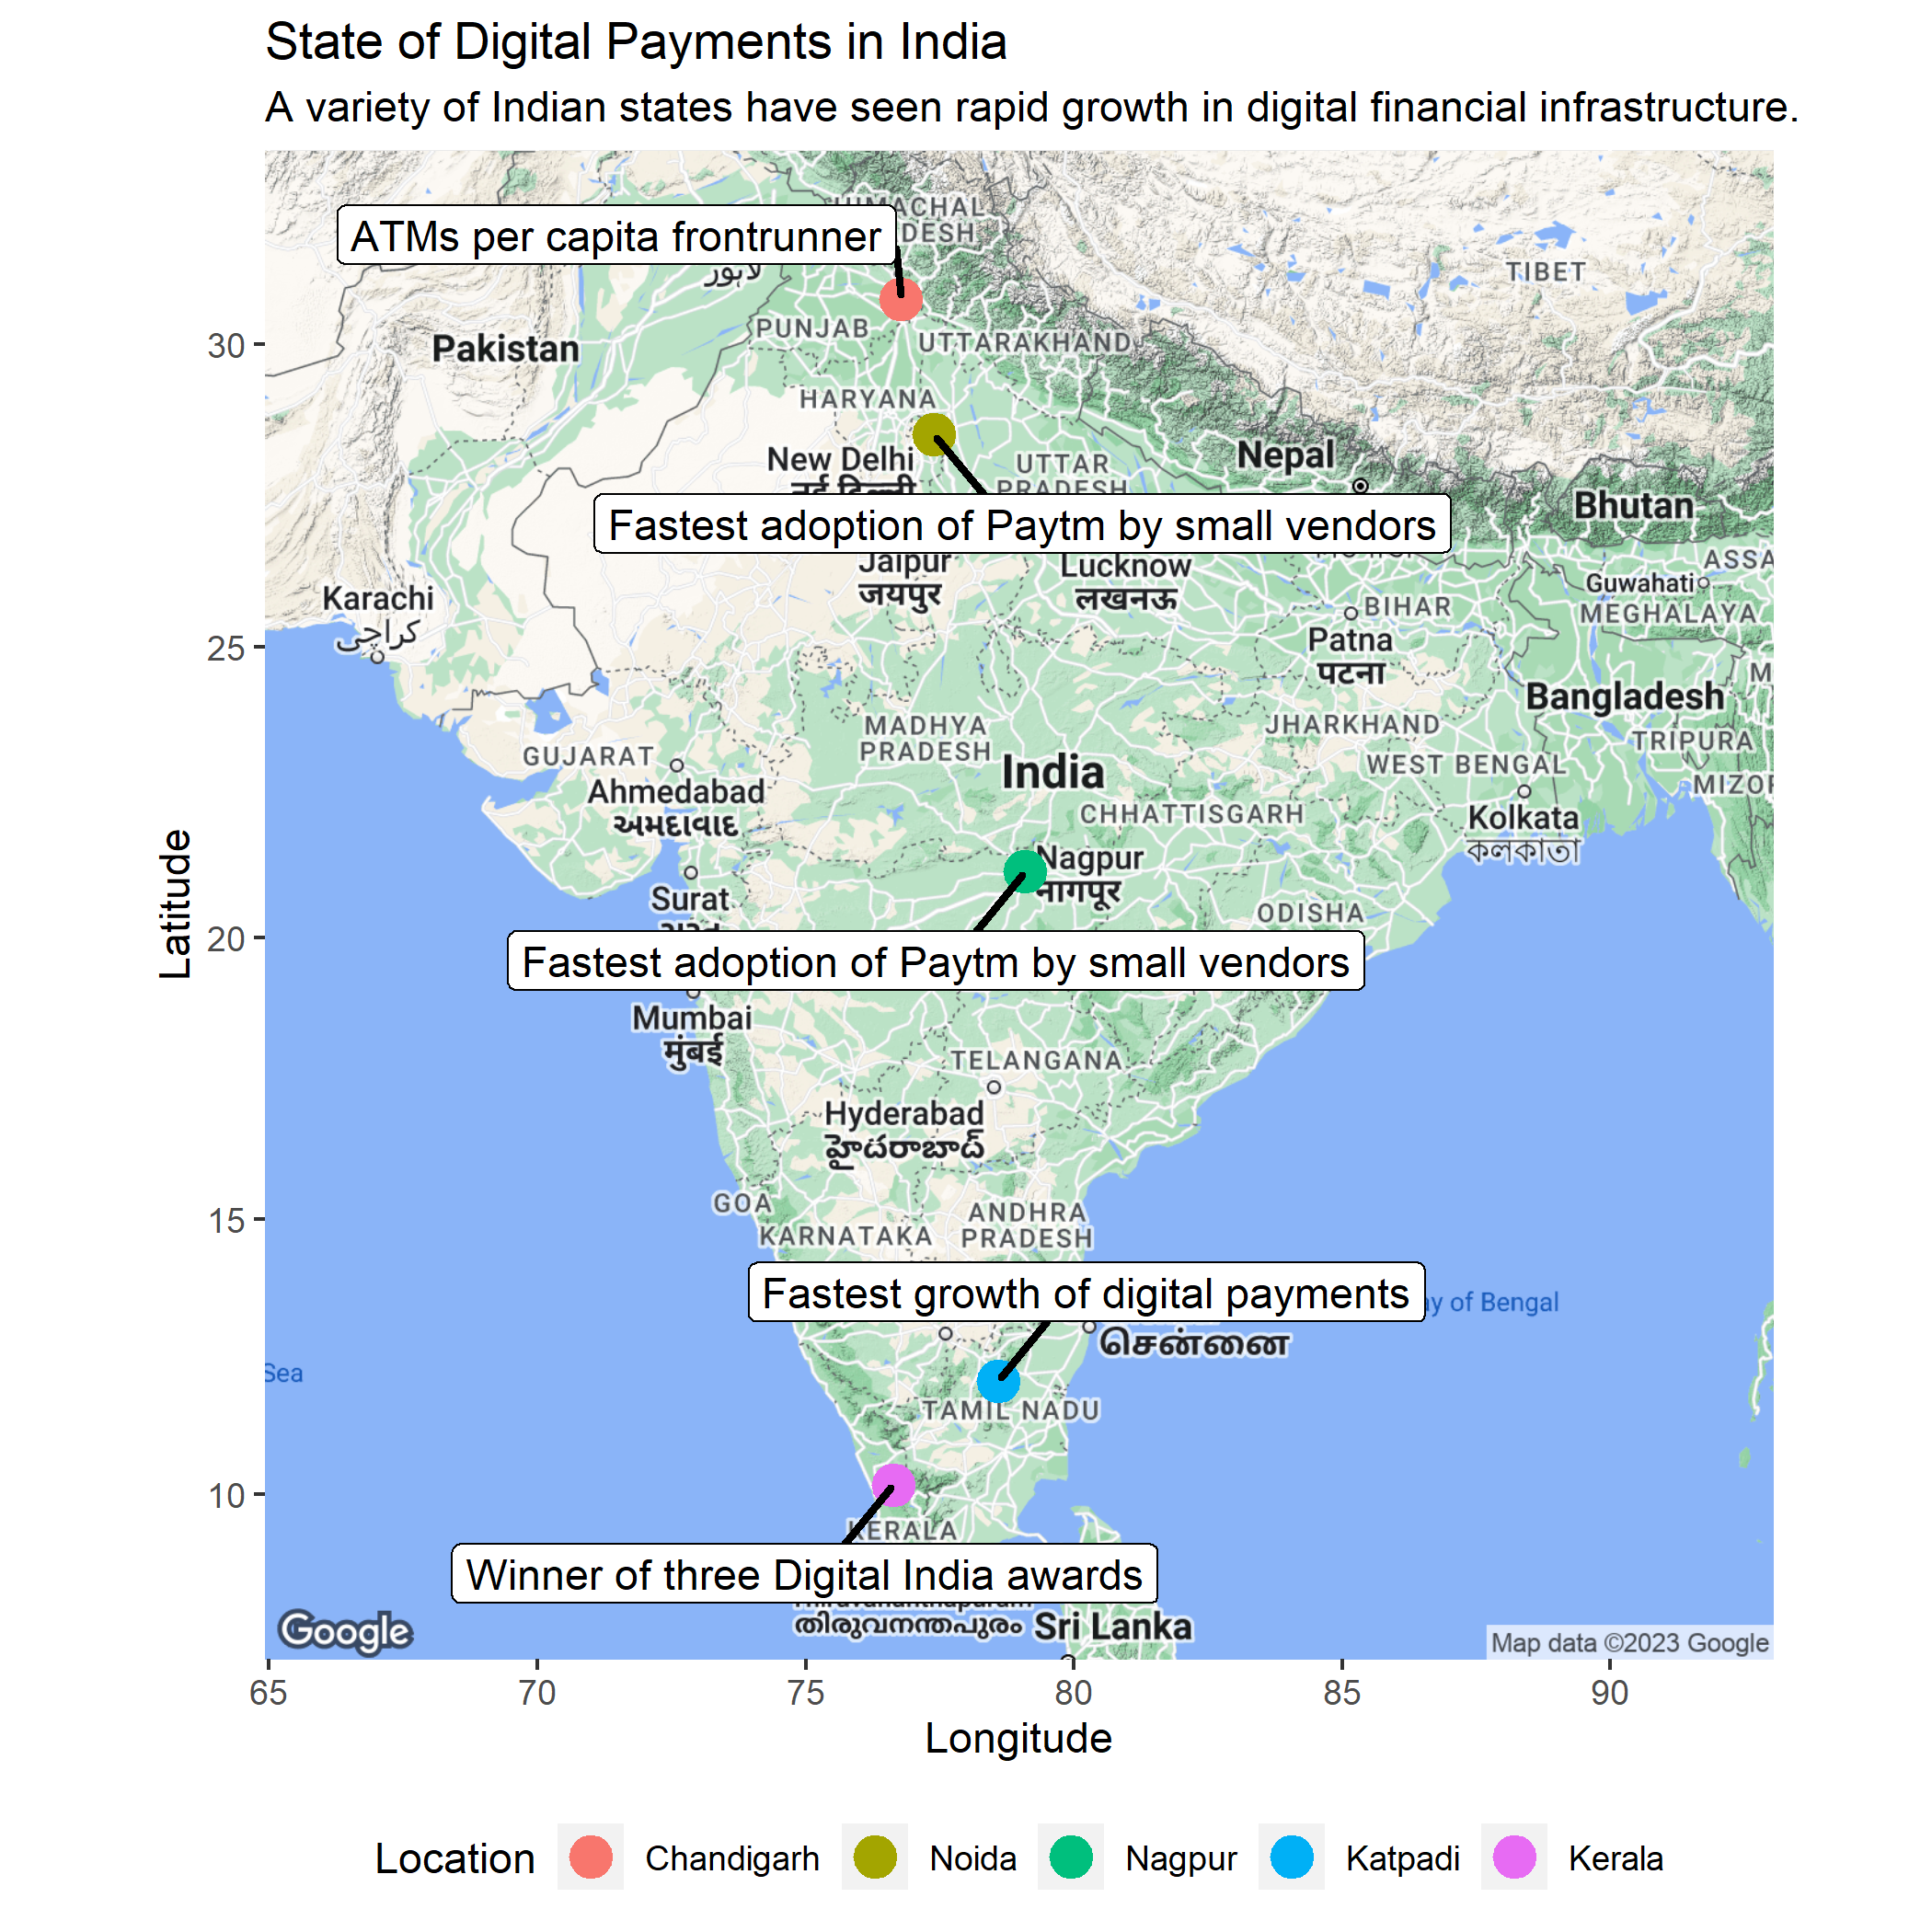 State of Digital Payments in India
A variety of Indian states have seen rapid growth in digital financial infrastructure.
ATMs per capita frontrunner
لاہور
TIBET
PUNJAB
UTTARAKHAND
Pakistan
HARYANA
New Delhi
नई दिल्ली
UTTAR
PRADESH
Nepal
Bhutan
Fastest adoption of Paytm by small vendors
Jaipur
जयपुर
Lucknow
लखनऊ
Guwahati
Karachi
کراچی
BIHAR
MEGHALAYA
Patna
पटना
Bangladesh
MADHYA
PRADESH
JHARKHAND
TRIPURA
GUJARAT
India
WEST BENGAL
Ahmedabad
અમદાવાદ
CHHATTISGARH
Kolkata
কলকাতা
Nagpur
नागपूर
Surat
ODISHA
Fastest adoption of Paytm by small vendors
Mumbai
मुंबई
TELANGANA
Hyderabad
హైదరాబాద్
GOA
KARNATAKA
ANDHRA
PRADESH
Fastest growth of digital payments
of Bengal
சென்னை
Sea
TAMIL NADU
KERALA
Winner of three Digital India awards
Thiruvananthapuram
തിരുവനന്തപുരം
Sri Lanka
Google
Map data ©2023 Google
Latitude
30
25
20
15
10
65 70 75 80 85 90
Longitude
Location Chandigarh Noida Nagpur Katpadi Kerala